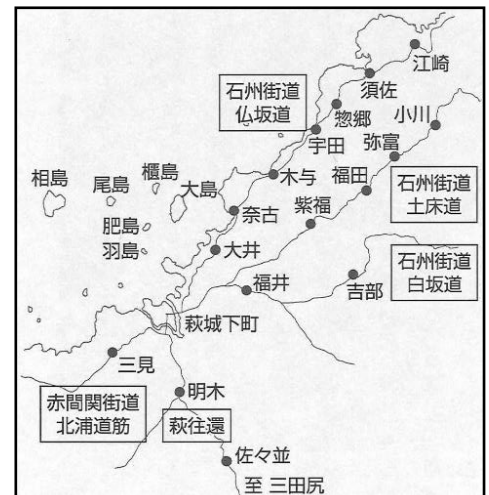 江崎
須佐
石州街道
仏坂道
惣郷
小川
宇田
弥富
相島
尾島
櫃島
大島
木与
福田
石州街道
土床道
奈古
紫福
肥島
羽島
大井
石州街道
白坂道
福井
吉部
萩城下町
三見
赤間関街道
北浦道筋
明木
萩往還
佐々並
至 三田尻